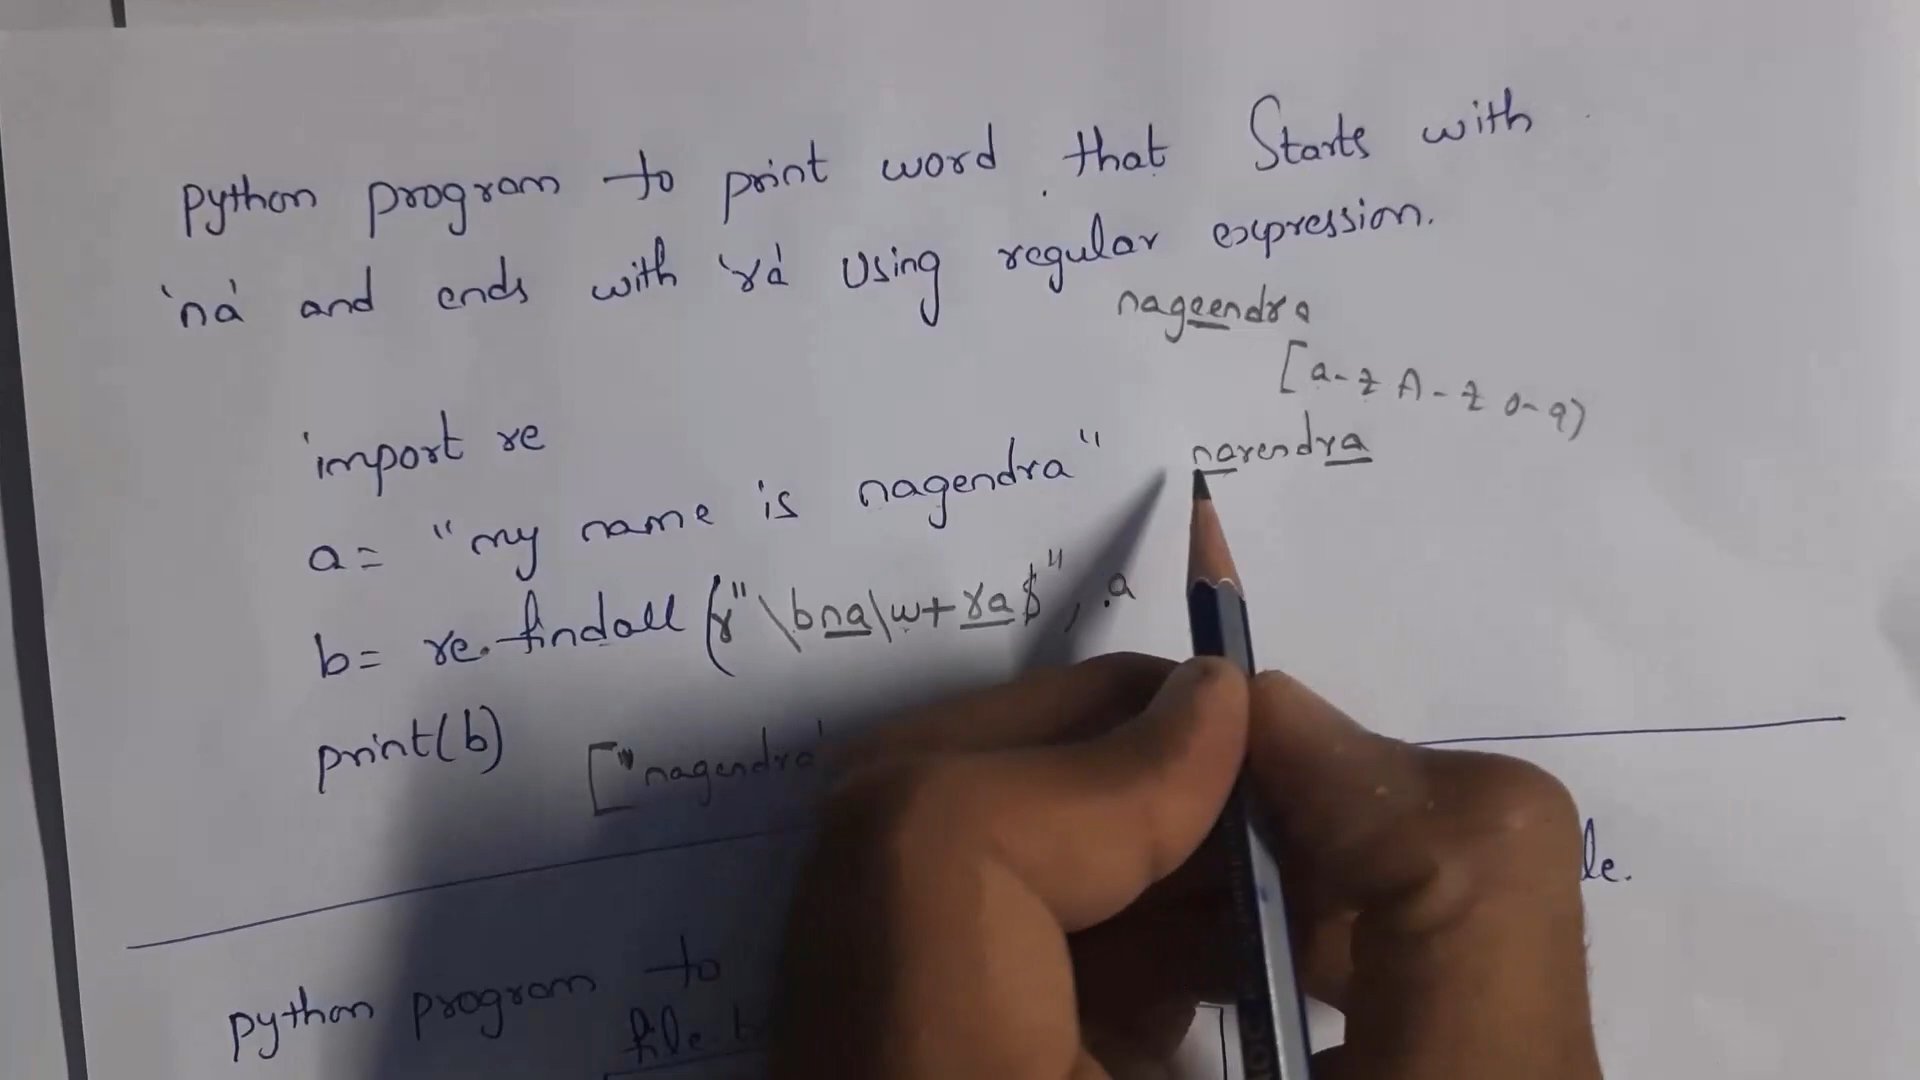 Python program to print word that Starts with
'na' and ends with 'ra' Using regular expression.
nageendra
[a-z A-z 0-9)
import re
a = "my name is nagendra"
narendra
b = re.findall (r"\bna\w+ra$", a
print(b)
["nagendra'
le.
python program to
file.